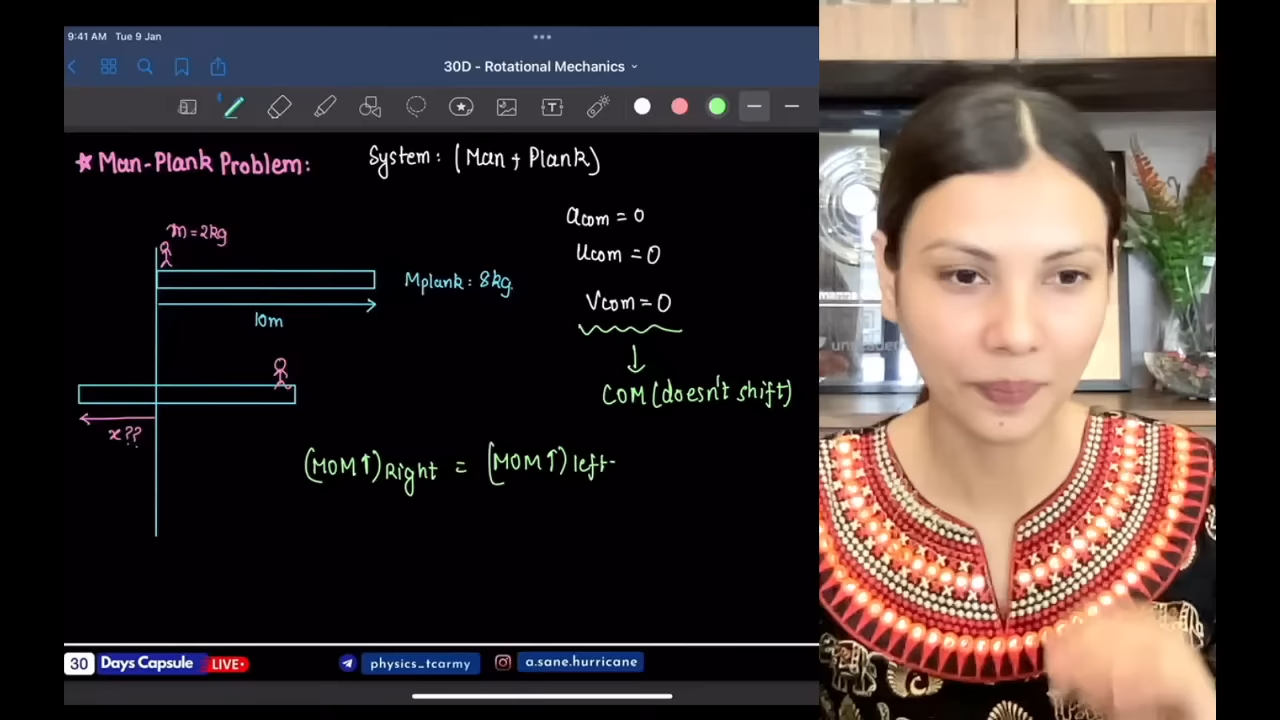 9:41 AM Tue 9 Jan
30D - Rotational Mechanics
★ Man-Plank Problem:
System: (Man + Plank)
m = 2kg
Mplank: 8kg.
10m
x??
acom = 0
ucom = 0
Vcom = 0
↓
COM (doesn't shift)
(MOM↑)Right = (MOM↑)left
30 Days Capsule LIVE
physics_tcarmy
a.sane.hurricane